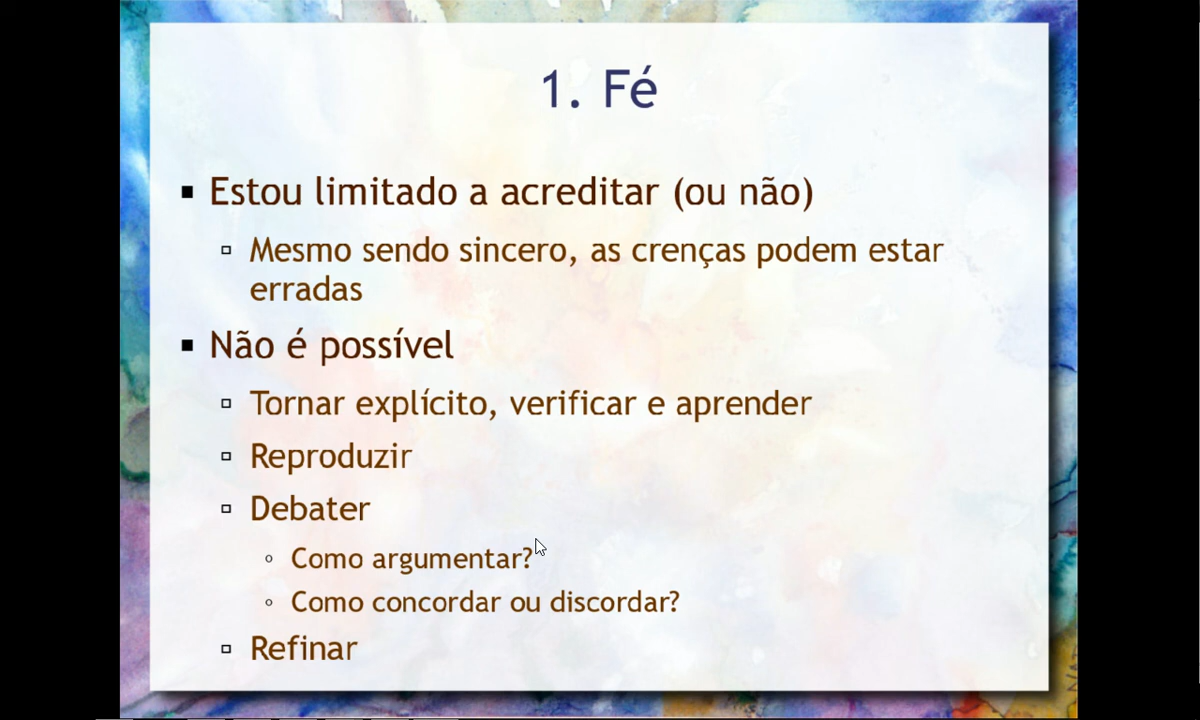 1. Fé
Estou limitado a acreditar (ou não)
Mesmo sendo sincero, as crenças podem estar
erradas
Não é possível
Tornar explícito, verificar e aprender
Reproduzir
Debater
Como argumentar?
Como concordar ou discordar?
Refinar